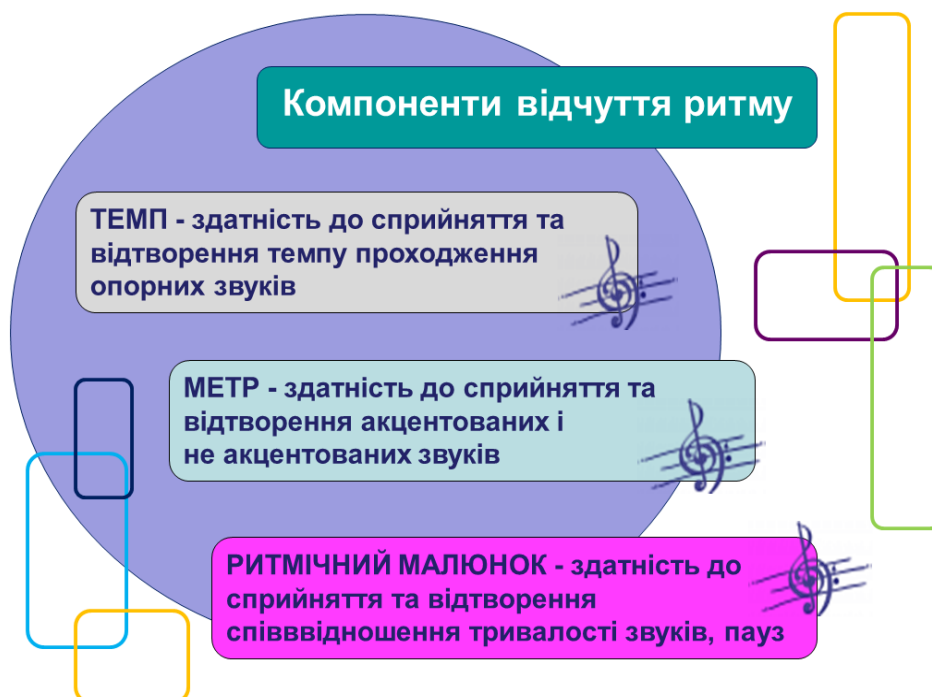 Компоненти відчуття ритму
ТЕМП - здатність до сприйняття та
відтворення темпу проходження
опорних звуків
МЕТР - здатність до сприйняття та
відтворення акцентованих і
не акцентованих звуків
РИТМІЧНИЙ МАЛЮНОК - здатність до
сприйняття та відтворення
співввідношення тривалості звуків, пауз